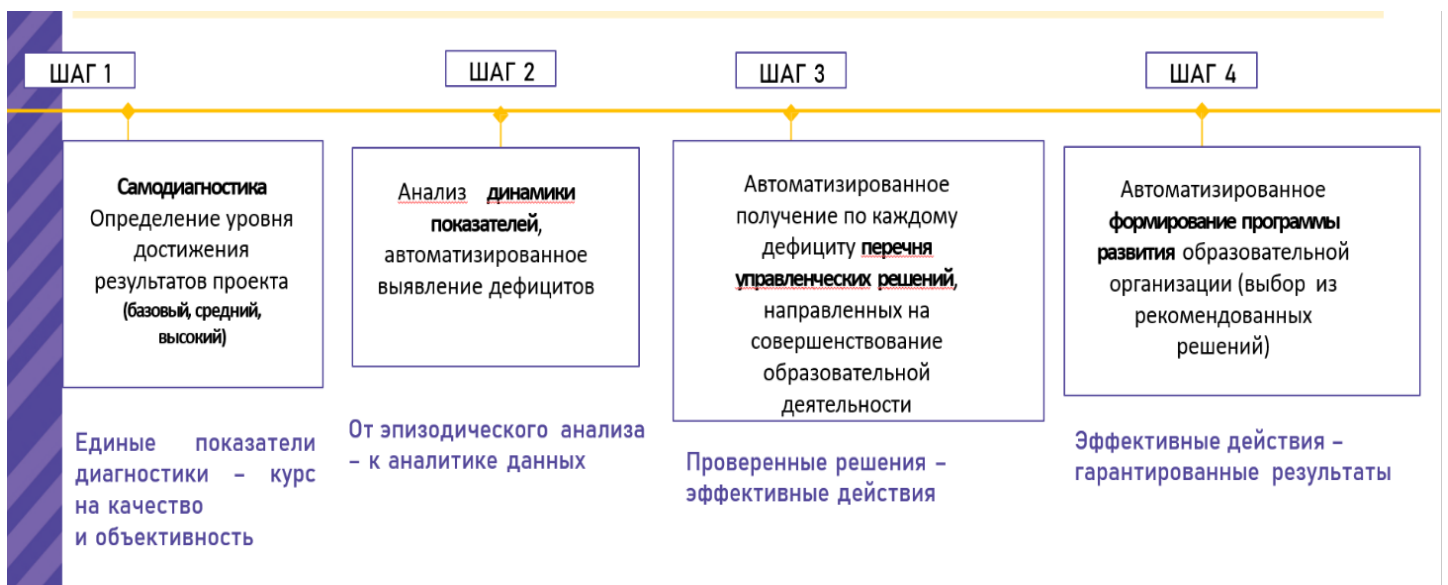 ШАГ 1
ШАГ 2
ШАГ 3
ШАГ 4
Самодиагностика
Определение уровня
достижения
результатов проекта
(базовый, средний,
высокий)
Анализ динамики
показателей,
автоматизированное
выявление дефицитов
Автоматизированное
получение по каждому
дефициту перечня
управленческих решений,
направленных на
совершенствование
образовательной
деятельности
Автоматизированное
формирование программы
развития образовательной
организации (выбор из
рекомендованных
решений)
Единые показатели
диагностики – курс
на качество
и объективность
От эпизодического анализа
– к аналитике данных
Проверенные решения –
эффективные действия
Эффективные действия –
гарантированные результаты